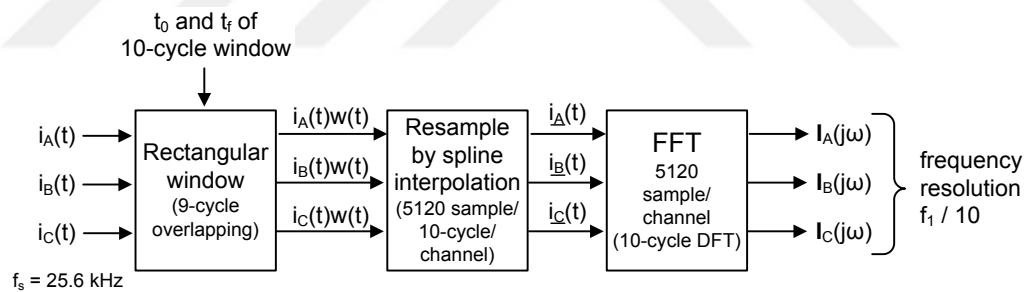 t₀ and t_f of
10-cycle window
i_A(t)
i_B(t)
i_C(t)
f_s = 25.6 kHz
Rectangular
window
(9-cycle
overlapping)
i_A(t)w(t)
i_B(t)w(t)
i_C(t)w(t)
Resample
by spline
interpolation
(5120 sample/
10-cycle/
channel)
i_A(t)
i_B(t)
i_C(t)
FFT
5120
sample/
channel
(10-cycle DFT)
I_A(jω)
I_B(jω)
I_C(jω)
frequency
resolution
f₁ / 10